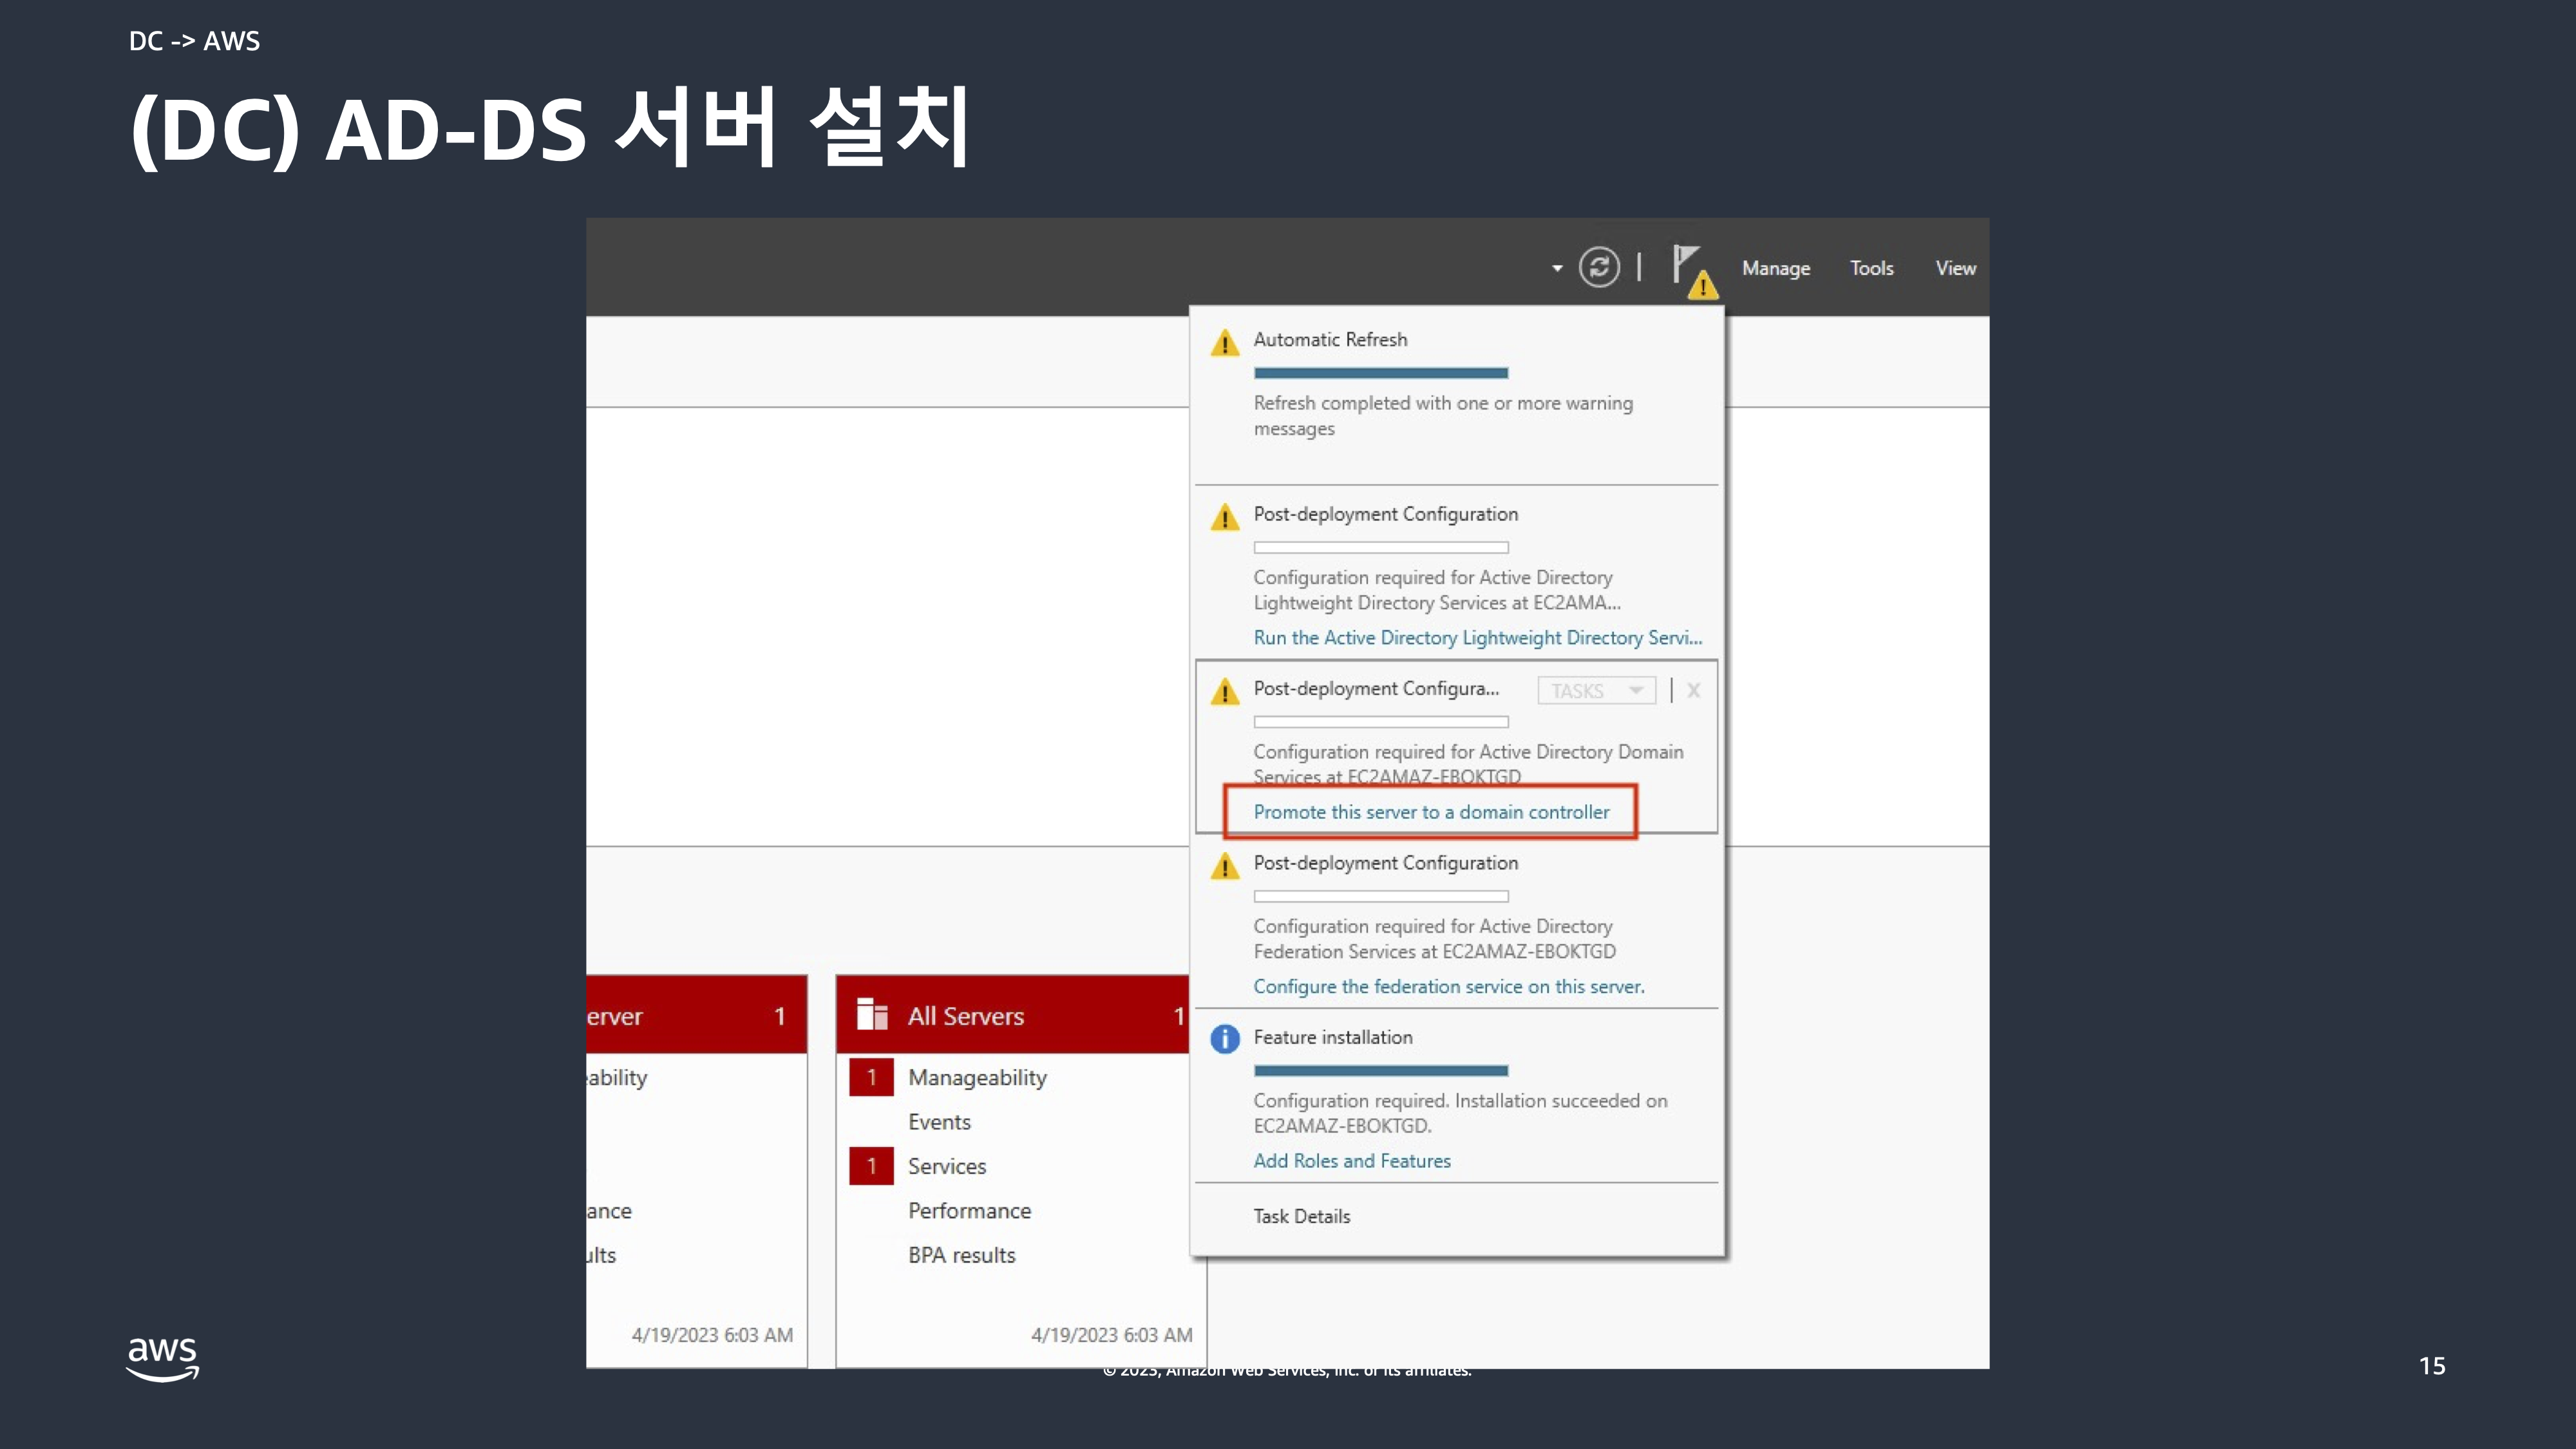 DC -> AWS
(DC) AD-DS 서버 설치
Manage
Tools
View
Automatic Refresh
Refresh completed with one or more warning
messages
Post-deployment Configuration
Configuration required for Active Directory
Lightweight Directory Services at EC2AMA...
Run the Active Directory Lightweight Directory Servi...
Post-deployment Configura...
TASKS
X
Configuration required for Active Directory Domain
Services at EC2AMAZ-EBOKTGD
Promote this server to a domain controller
Post-deployment Configuration
Configuration required for Active Directory
Federation Services at EC2AMAZ-EBOKTGD
Configure the federation service on this server.
Feature installation
Configuration required. Installation succeeded on
EC2AMAZ-EBOKTGD.
Add Roles and Features
Task Details
erver 1
ability
ance
ults
4/19/2023 6:03 AM
All Servers 1
1 Manageability
Events
1 Services
Performance
BPA results
4/19/2023 6:03 AM
aws
© 2023, Amazon Web Services, Inc. or its affiliates.
15